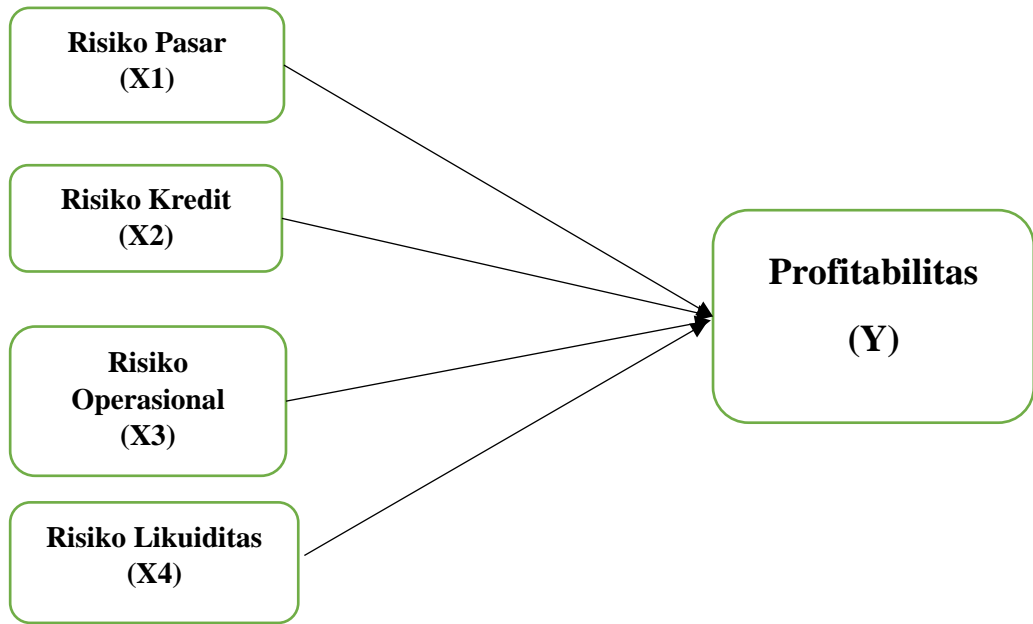 Risiko Pasar
(X1)
Risiko Kredit
(X2)
Risiko
Operasional
(X3)
Risiko Likuiditas
(X4)
Profitabilitas
(Y)